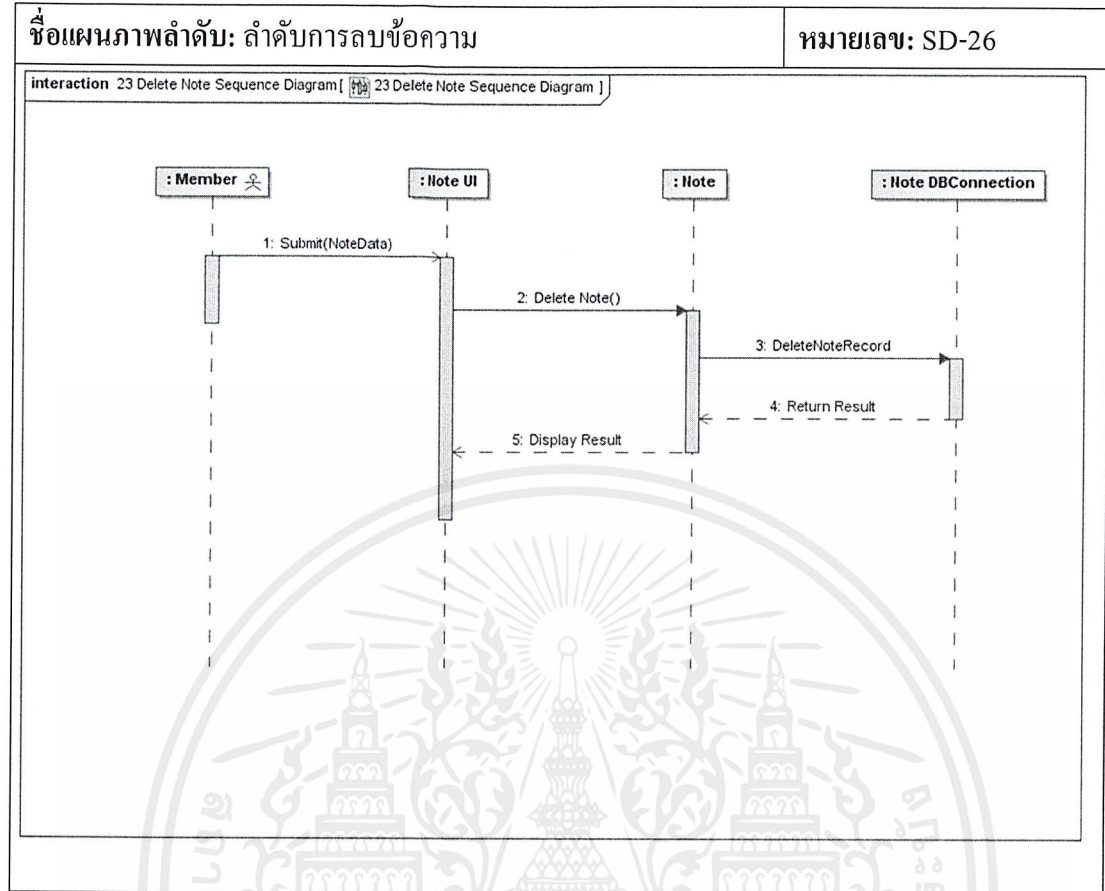 ชื่อแผนภาพลำดับ: ลำดับการลบข้อความ
หมายเลข: SD-26
interaction 23 Delete Note Sequence Diagram [ 23 Delete Note Sequence Diagram ]
: Member
: Note UI
: Note
: Note DBConnection
1: Submit(NoteData)
2: Delete Note()
3: DeleteNoteRecord
4: Return Result
5: Display Result